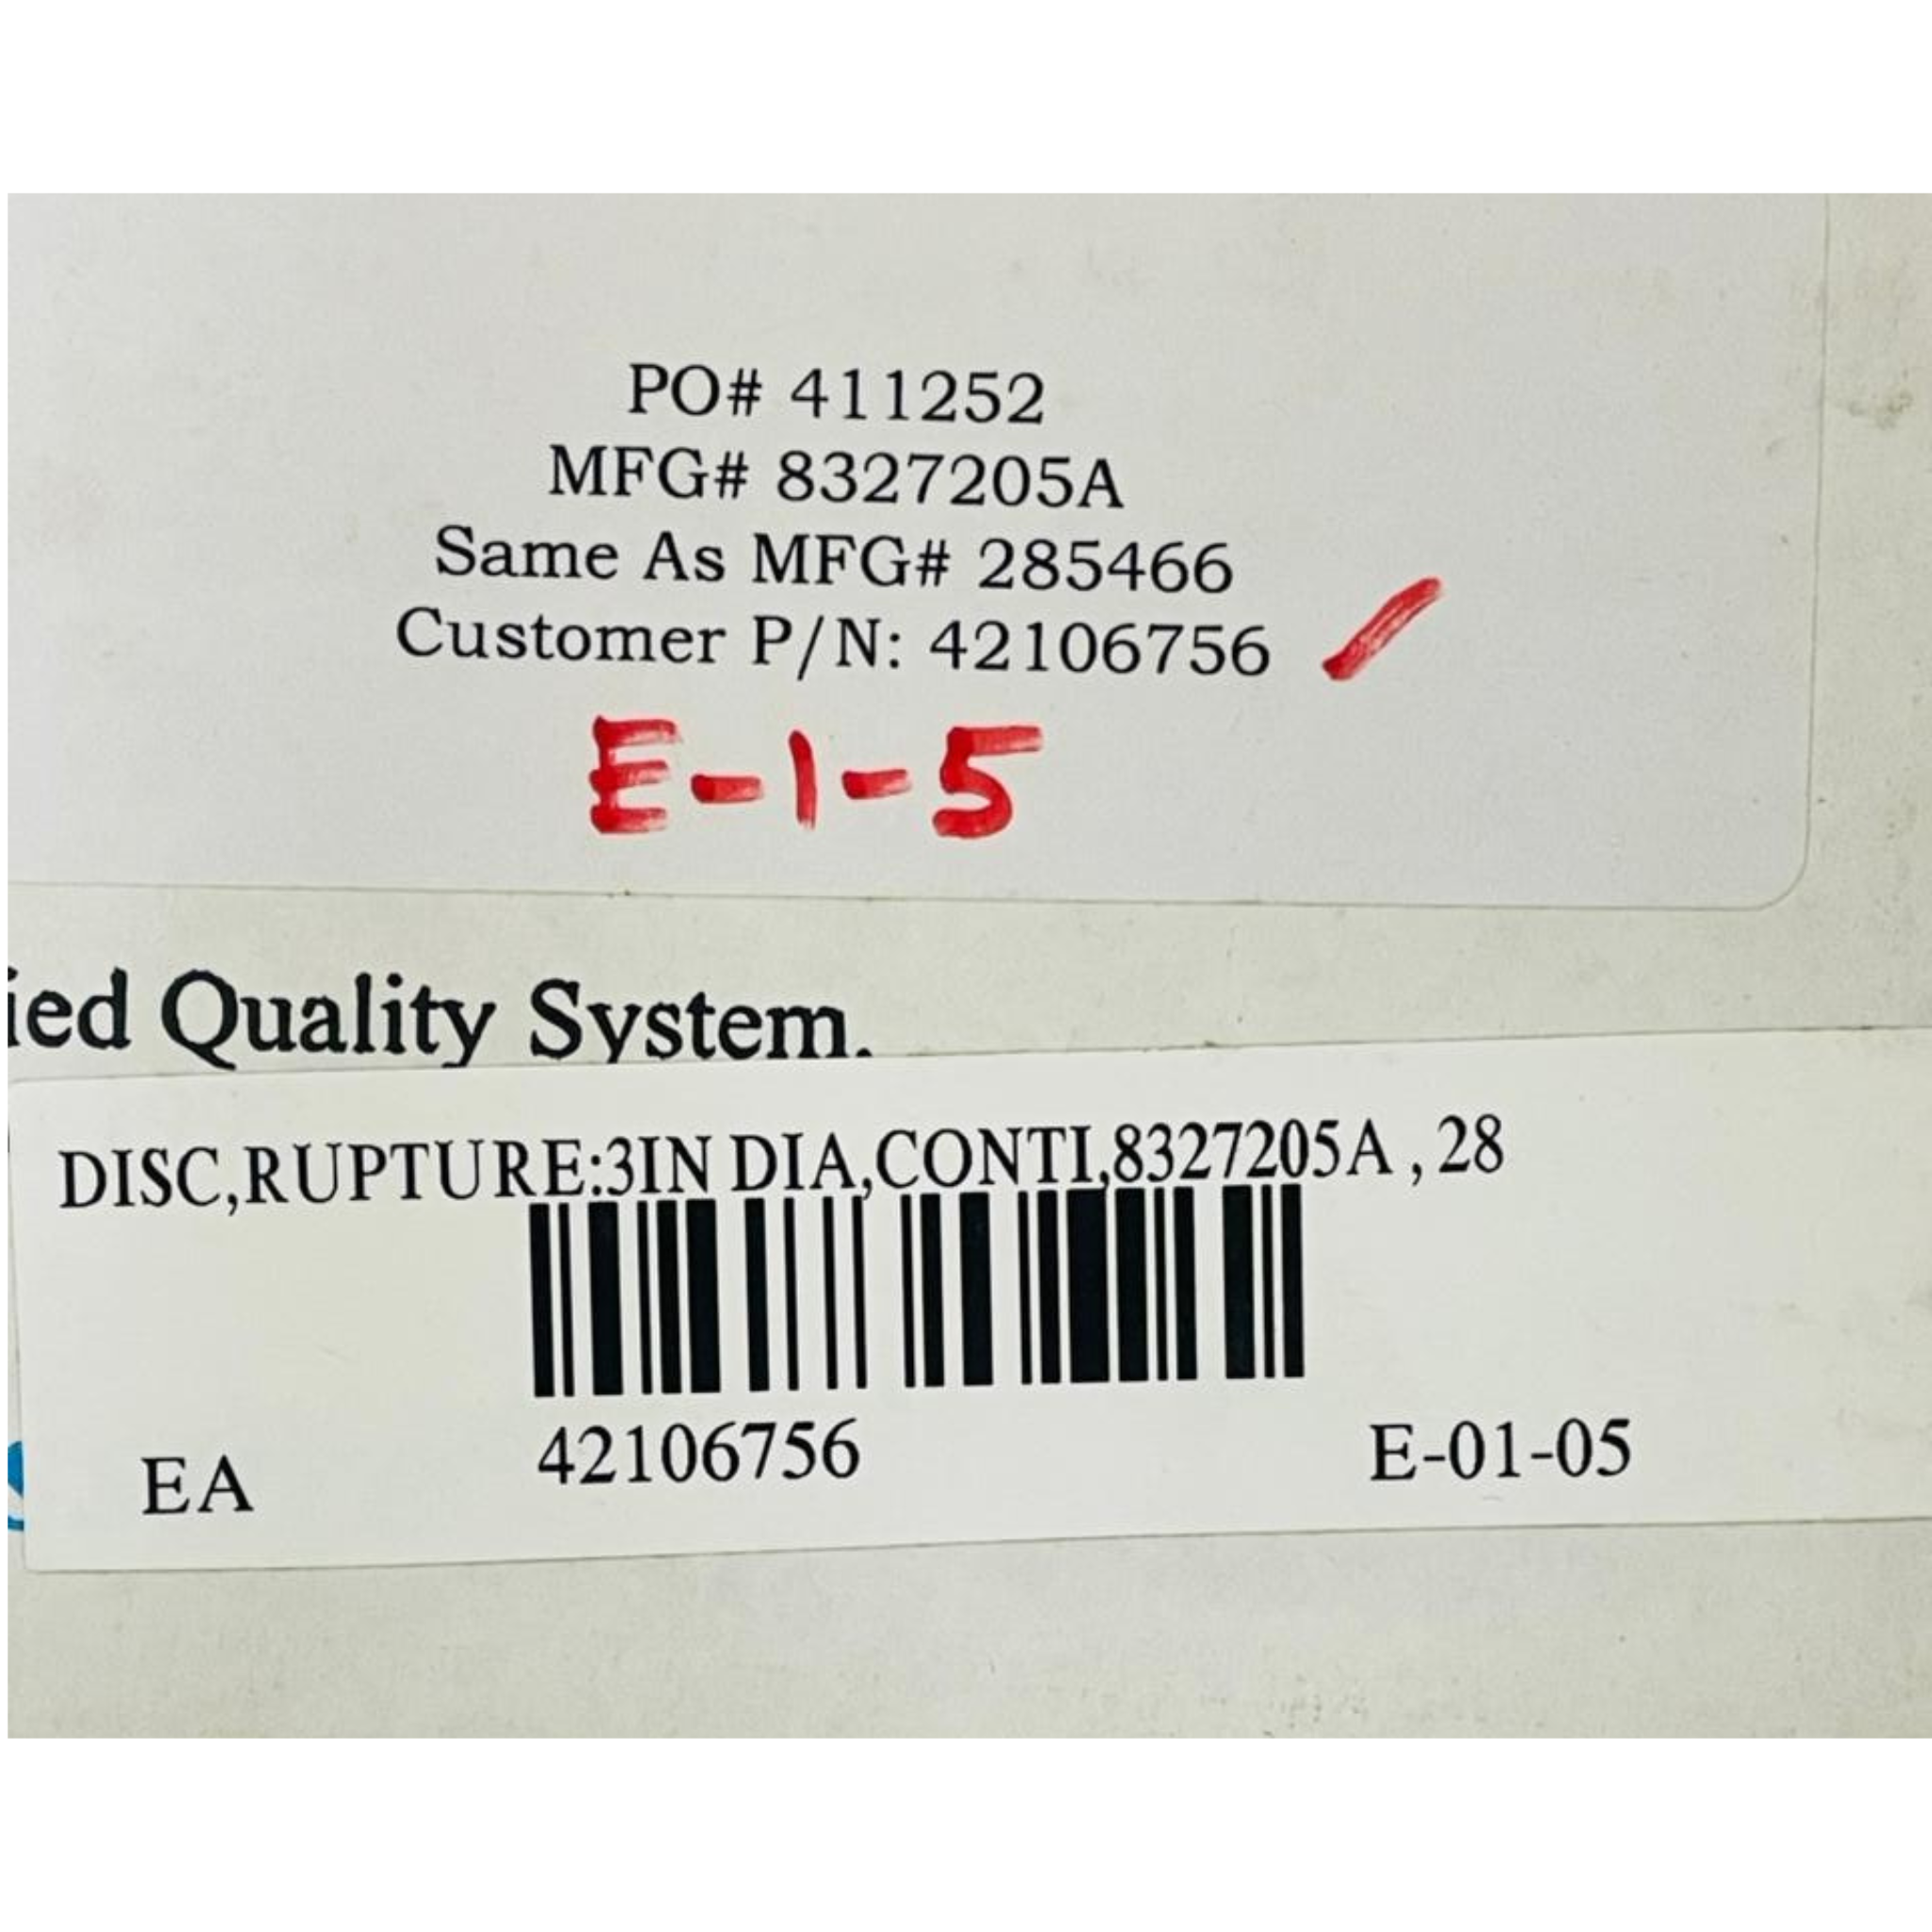 PO# 411252
MFG# 8327205A
Same As MFG# 285466
Customer P/N: 42106756
E-1-5
ied Quality System.
DISC,RUPTURE:3IN DIA,CONTI,8327205A , 28
EA 42106756 E-01-05